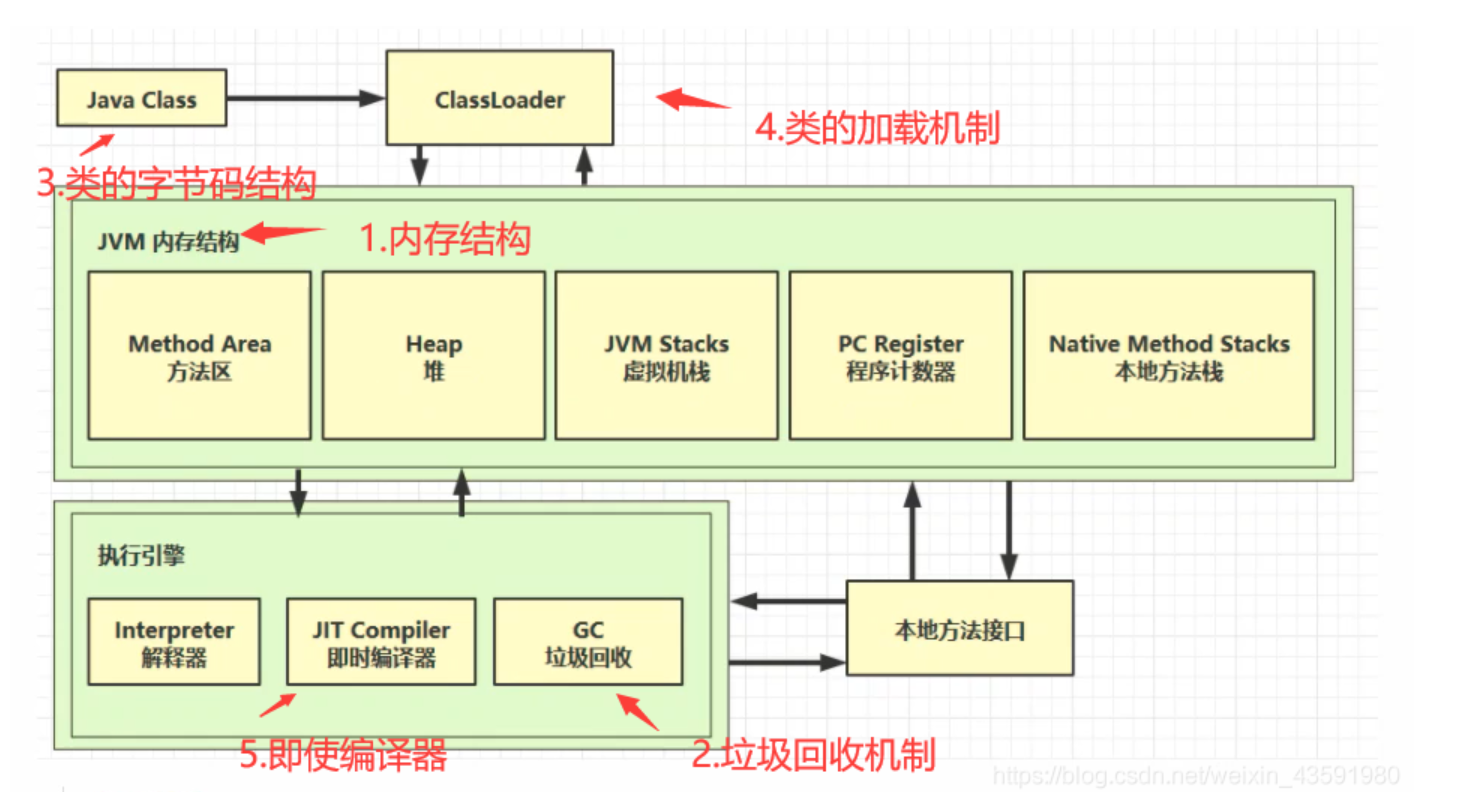 Java Class
ClassLoader
4.类的加载机制
3.类的字节码结构
JVM 内存结构
1.内存结构
Method Area
方法区
Heap
堆
JVM Stacks
虚拟机栈
PC Register
程序计数器
Native Method Stacks
本地方法栈
执行引擎
Interpreter
解释器
JIT Compiler
即时编译器
GC
垃圾回收
本地方法接口
5.即使编译器
2.垃圾回收机制
https://blog.csdn.net/weixin_43591980